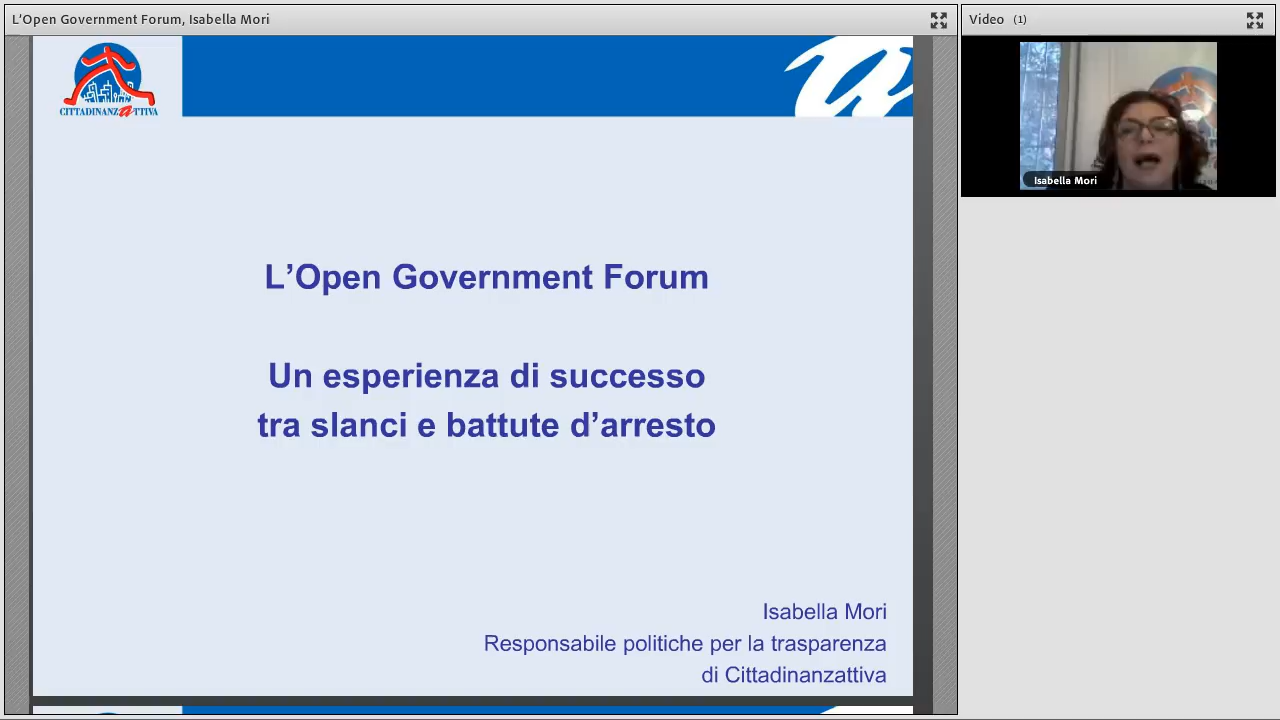 L'Open Government Forum, Isabella Mori
Video (1)
CITTADINANZATTIVA
Isabella Mori
L'Open Government Forum
Un esperienza di successo
tra slanci e battute d'arresto
Isabella Mori
Responsabile politiche per la trasparenza
di Cittadinanzattiva